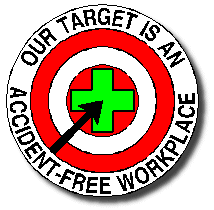 OUR TARGET IS AN
ACCIDENT-FREE WORKPLACE